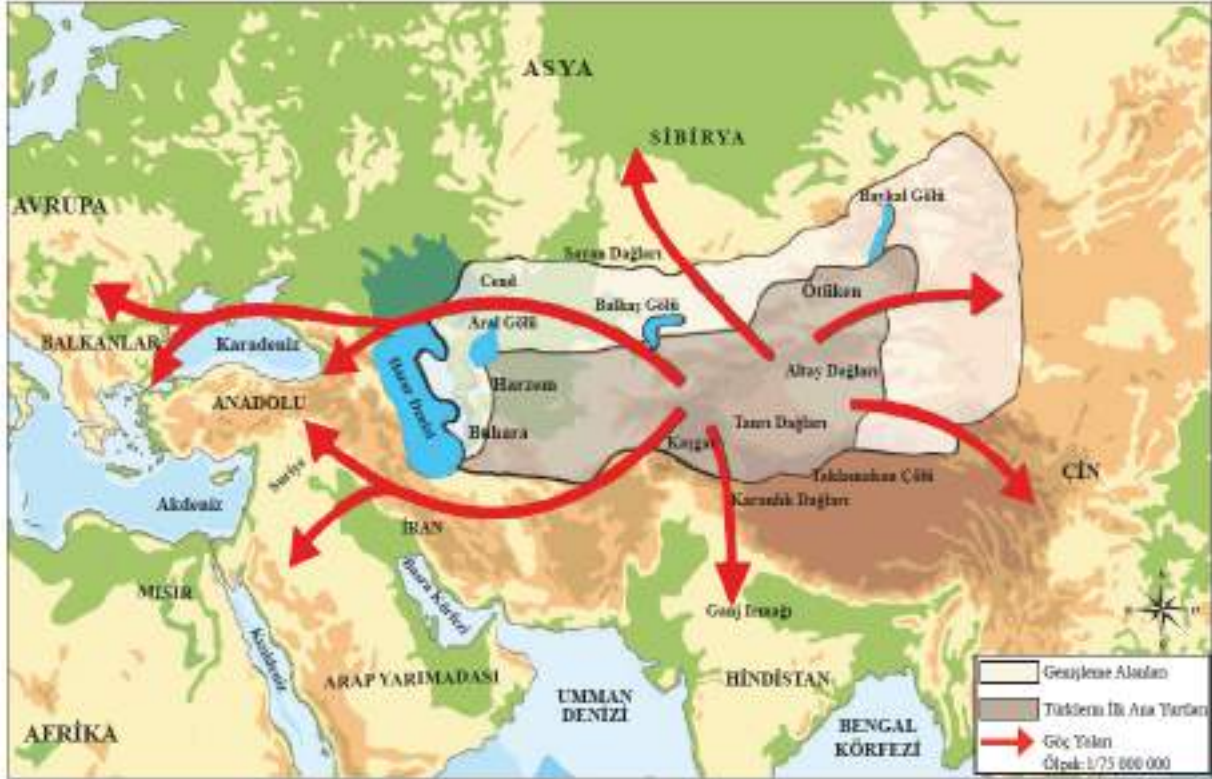 ASYA
SİBİRYA
AVRUPA
Baykal Gölü
Sayan Dağları
Cend
Ötüken
Balkaş Gölü
Aral Gölü
BALKANLAR
Karadeniz
Altay Dağları
Harzem
Hazar Denizi
ANADOLU
Tanrı Dağları
Buhara
Kaşgar
ÇİN
Taklamakan Çölü
Suriye
Karanlık Dağları
Akdeniz
İRAN
MISIR
Basra Körfezi
Ganj Irmağı
Kızıldeniz
ARAP YARIMADASI
HİNDİSTAN
UMMAN
DENİZİ
BENGAL
KÖRFEZİ
AFRİKA
Genişleme Alanları
Türklerin İlk Ana Yurtları
Göç Yolları
Ölçek: 1/75 000 000